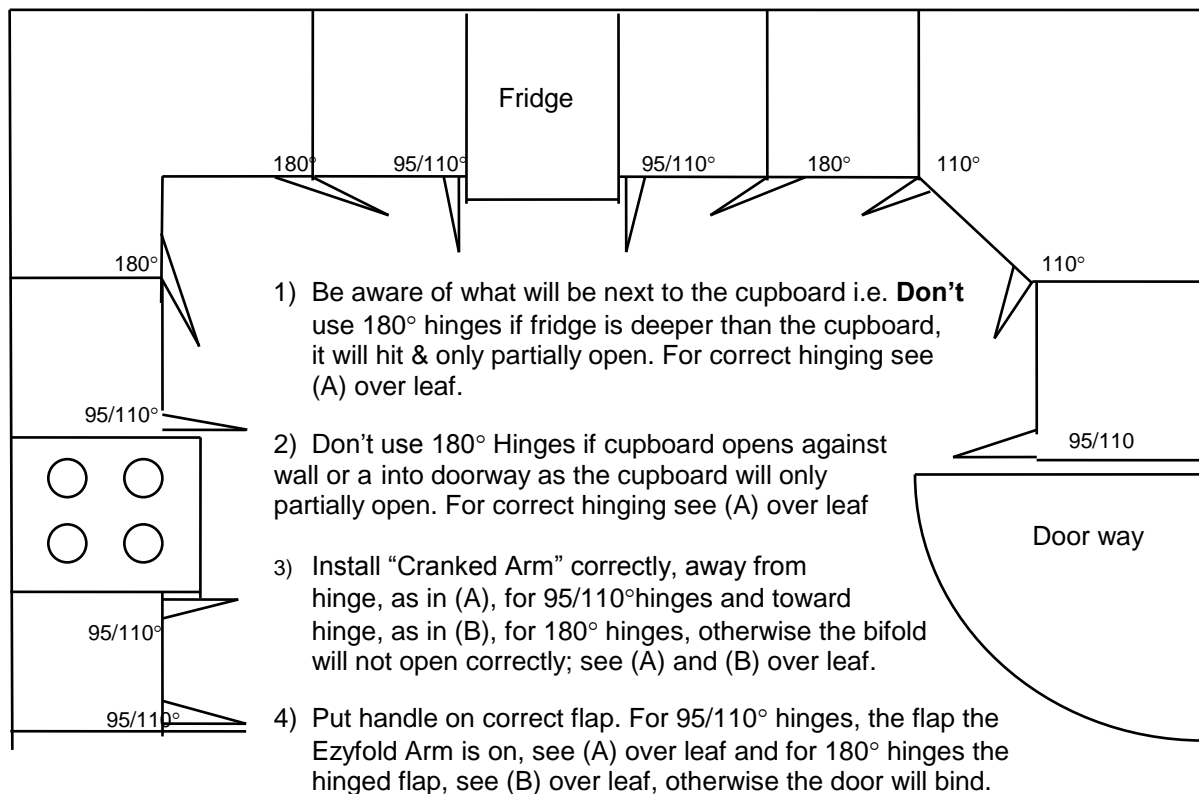 Fridge
180° 95/110° 95/110° 180° 110°
180° 110°
1) Be aware of what will be next to the cupboard i.e. Don't
use 180° hinges if fridge is deeper than the cupboard,
it will hit & only partially open. For correct hinging see
(A) over leaf.
95/110°
2) Don't use 180° Hinges if cupboard opens against
wall or a into doorway as the cupboard will only
partially open. For correct hinging see (A) over leaf
95/110
Door way
3) Install “Cranked Arm” correctly, away from
hinge, as in (A), for 95/110°hinges and toward
hinge, as in (B), for 180° hinges, otherwise the bifold
will not open correctly; see (A) and (B) over leaf.
95/110°
4) Put handle on correct flap. For 95/110° hinges, the flap the
Ezyfold Arm is on, see (A) over leaf and for 180° hinges the
hinged flap, see (B) over leaf, otherwise the door will bind.
95/110°